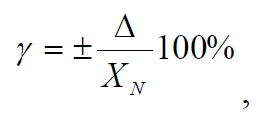 γ = ± Δ / X_N 100% ,